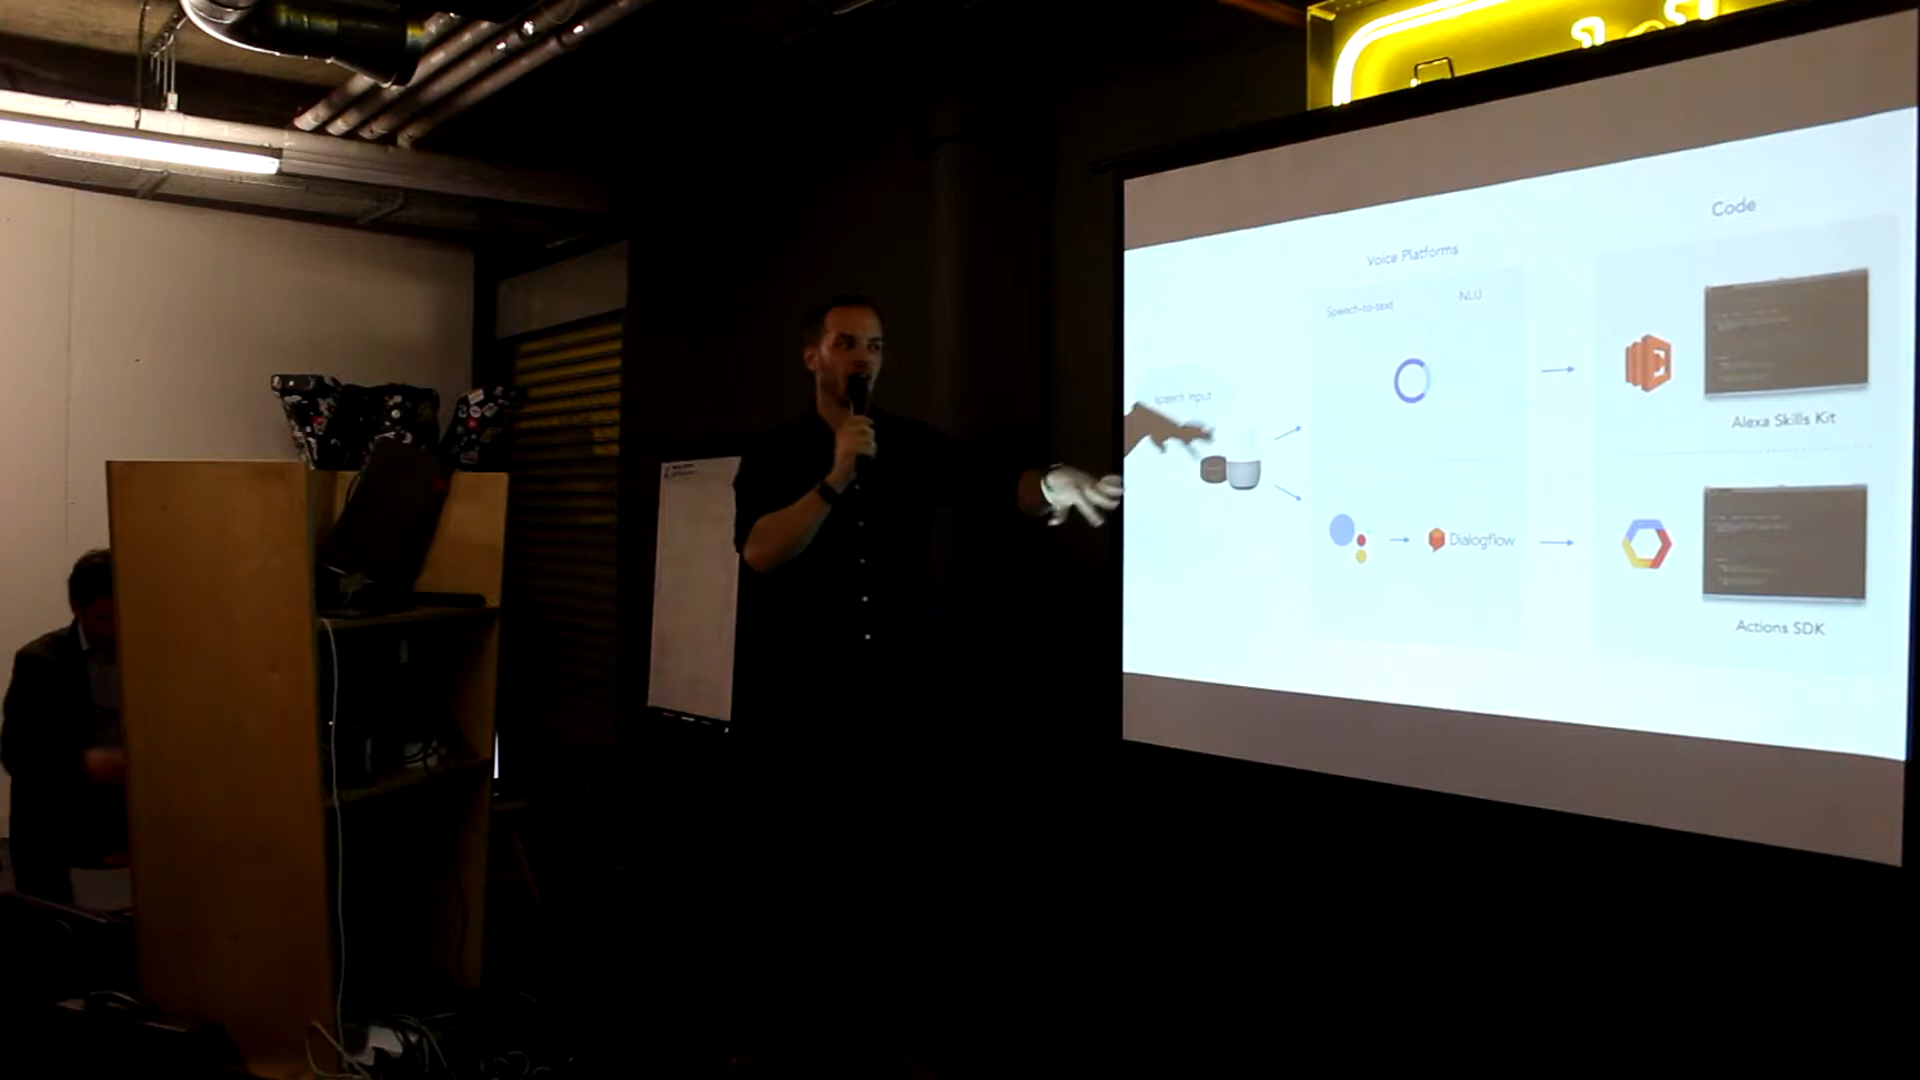 Code
Voice Platforms
Speech-to-text
NLU
speech input
Alexa Skills Kit
Dialogflow
Actions SDK